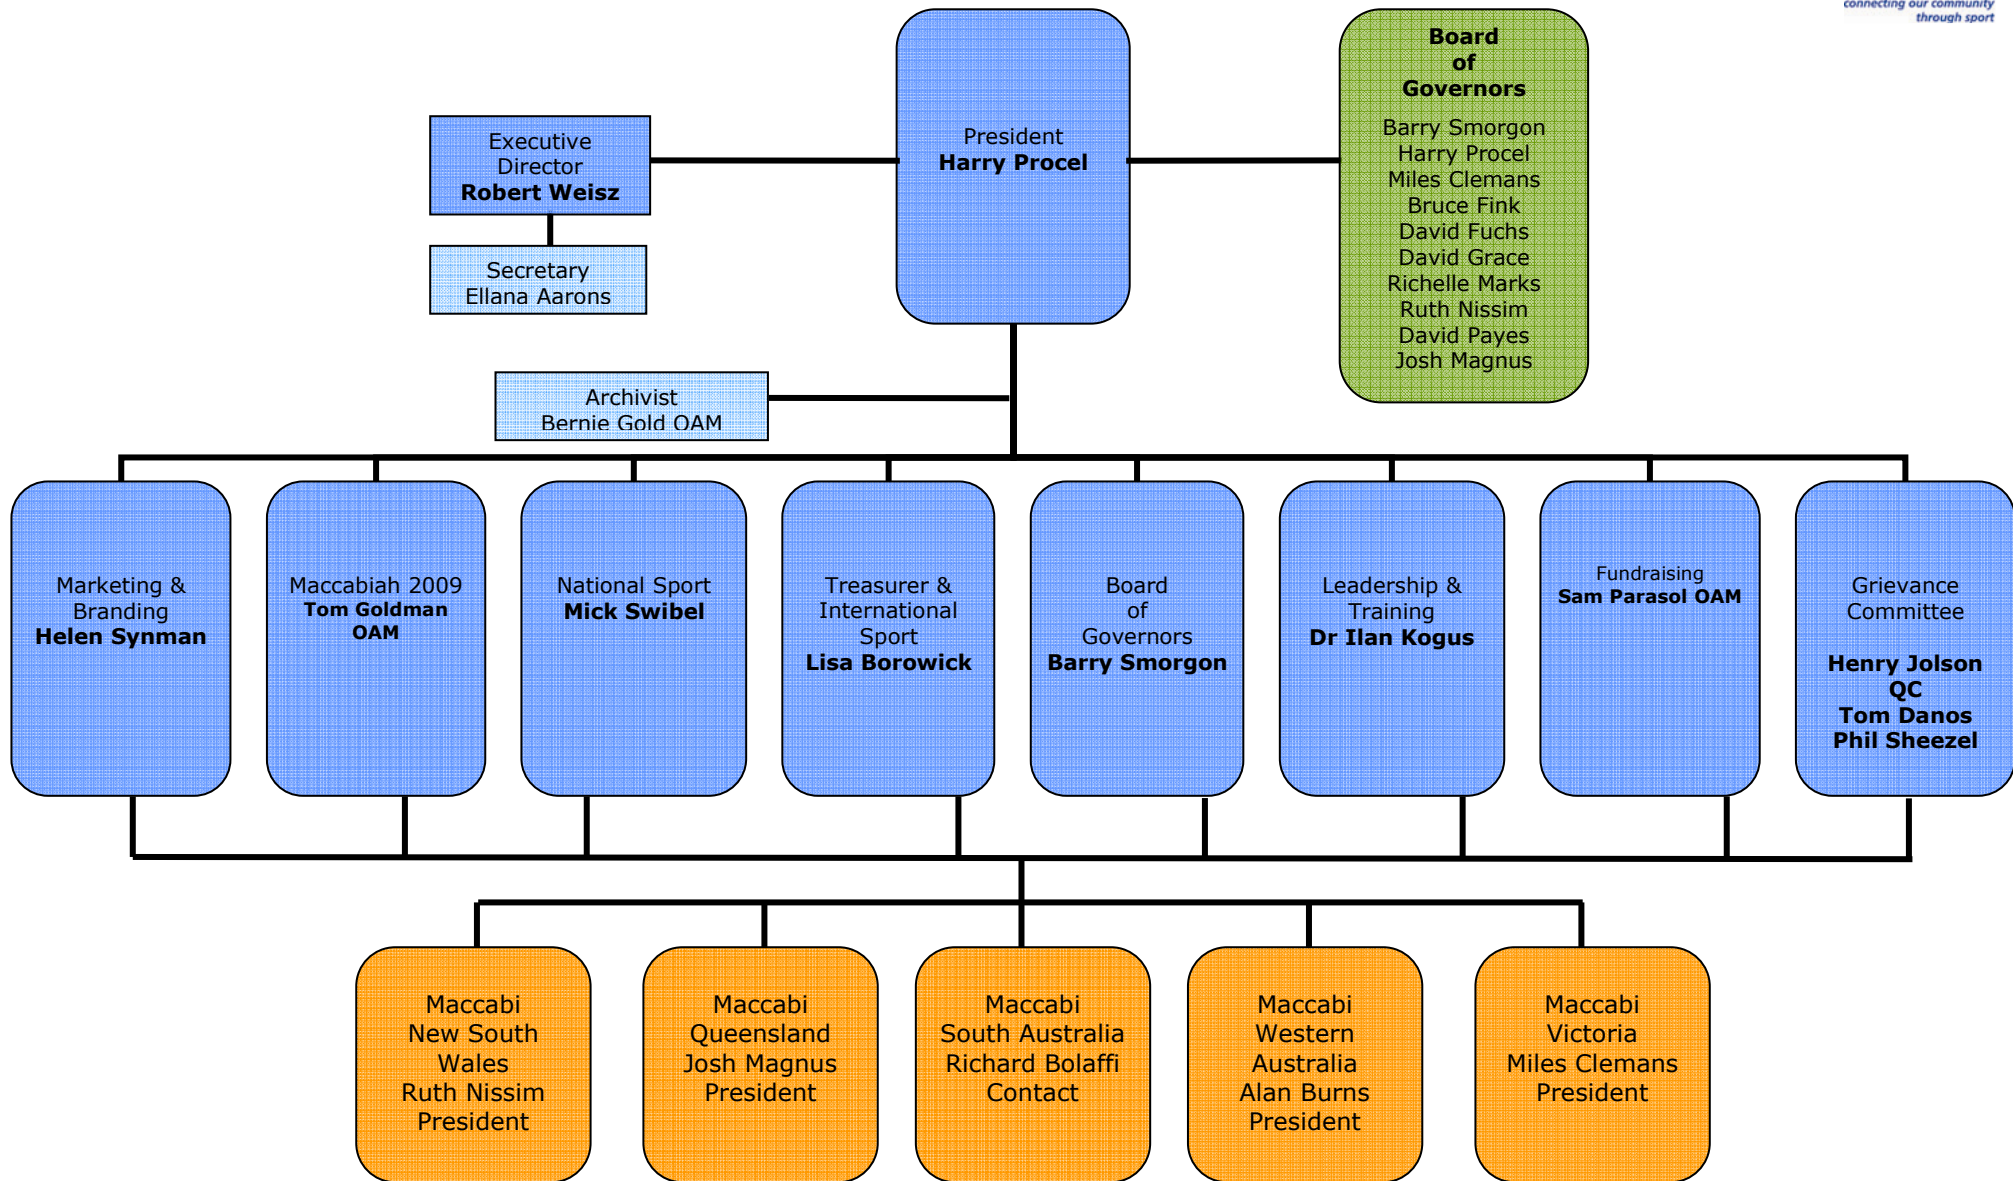 connecting our community
through sport
Board
of
Governors
Barry Smorgon
Harry Procel
Miles Clemans
Bruce Fink
David Fuchs
David Grace
Richelle Marks
Ruth Nissim
David Payes
Josh Magnus
President
Harry Procel
Executive
Director
Robert Weisz
Secretary
Ellana Aarons
Archivist
Bernie Gold OAM
Marketing &
Branding
Helen Synman
Maccabiah 2009
Tom Goldman
OAM
National Sport
Mick Swibel
Treasurer &
International
Sport
Lisa Borowick
Board
of
Governors
Barry Smorgon
Leadership &
Training
Dr Ilan Kogus
Fundraising
Sam Parasol OAM
Grievance
Committee
Henry Jolson
QC
Tom Danos
Phil Sheezel
Maccabi
New South
Wales
Ruth Nissim
President
Maccabi
Queensland
Josh Magnus
President
Maccabi
South Australia
Richard Bolaffi
Contact
Maccabi
Western
Australia
Alan Burns
President
Maccabi
Victoria
Miles Clemans
President